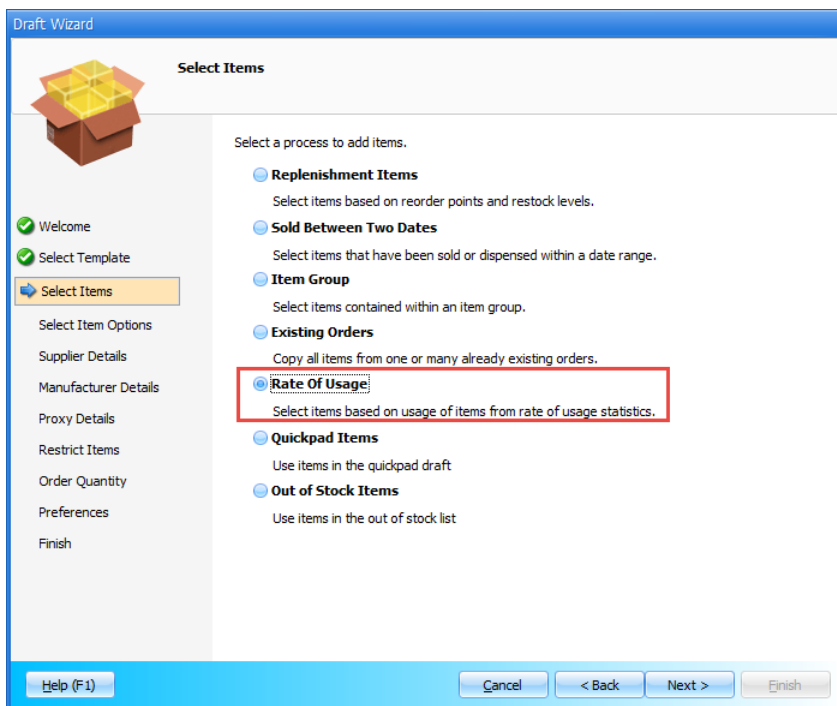 Draft Wizard
Select Items
Welcome
Select Template
Select Items
Select Item Options
Supplier Details
Manufacturer Details
Proxy Details
Restrict Items
Order Quantity
Preferences
Finish
Select a process to add items.
Replenishment Items
Select items based on reorder points and restock levels.
Sold Between Two Dates
Select items that have been sold or dispensed within a date range.
Item Group
Select items contained within an item group.
Existing Orders
Copy all items from one or many already existing orders.
Rate Of Usage
Select items based on usage of items from rate of usage statistics.
Quickpad Items
Use items in the quickpad draft
Out of Stock Items
Use items in the out of stock list
Help (F1)
Cancel
< Back
Next >
Finish